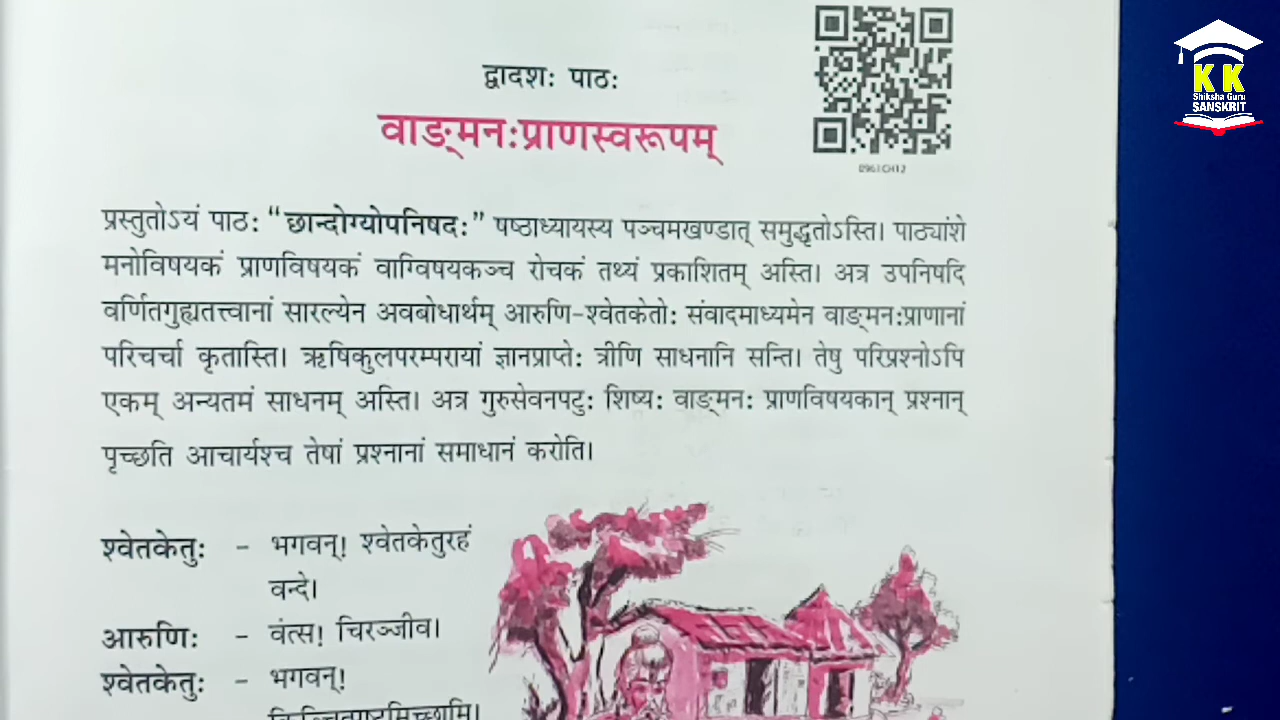 द्वादशः पाठः
वाङ्मनःप्राणस्वरूपम्
0961CH12
K K
Shiksha Guru
SANSKRIT
प्रस्तुतोऽयं पाठः “छान्दोग्योपनिषदः” षष्ठाध्यायस्य पञ्चमखण्डात् समुद्धृतोऽस्ति। पाठ्यांशे
मनोविषयकं प्राणविषयकं वाग्विषयकञ्च रोचकं तथ्यं प्रकाशितम् अस्ति। अत्र उपनिषदि
वर्णितगुह्यतत्त्वानां सारल्येन अवबोधार्थम् आरुणि-श्वेतकेतोः संवादमाध्यमेन वाङ्मनःप्राणानां
परिचर्चा कृतास्ति। ऋषिकुलपरम्परायां ज्ञानप्राप्तेः त्रीणि साधनानि सन्ति। तेषु परिप्रश्नोऽपि
एकम् अन्यतमं साधनम् अस्ति। अत्र गुरुसेवनपटुः शिष्यः वाङ्मनः प्राणविषयकान् प्रश्नान्
पृच्छति आचार्यश्च तेषां प्रश्नानां समाधानं करोति।
श्वेतकेतुः – भगवन्! श्वेतकेतुरहं
वन्दे।
आरुणिः – वत्स! चिरञ्जीव।
श्वेतकेतुः – भगवन्!